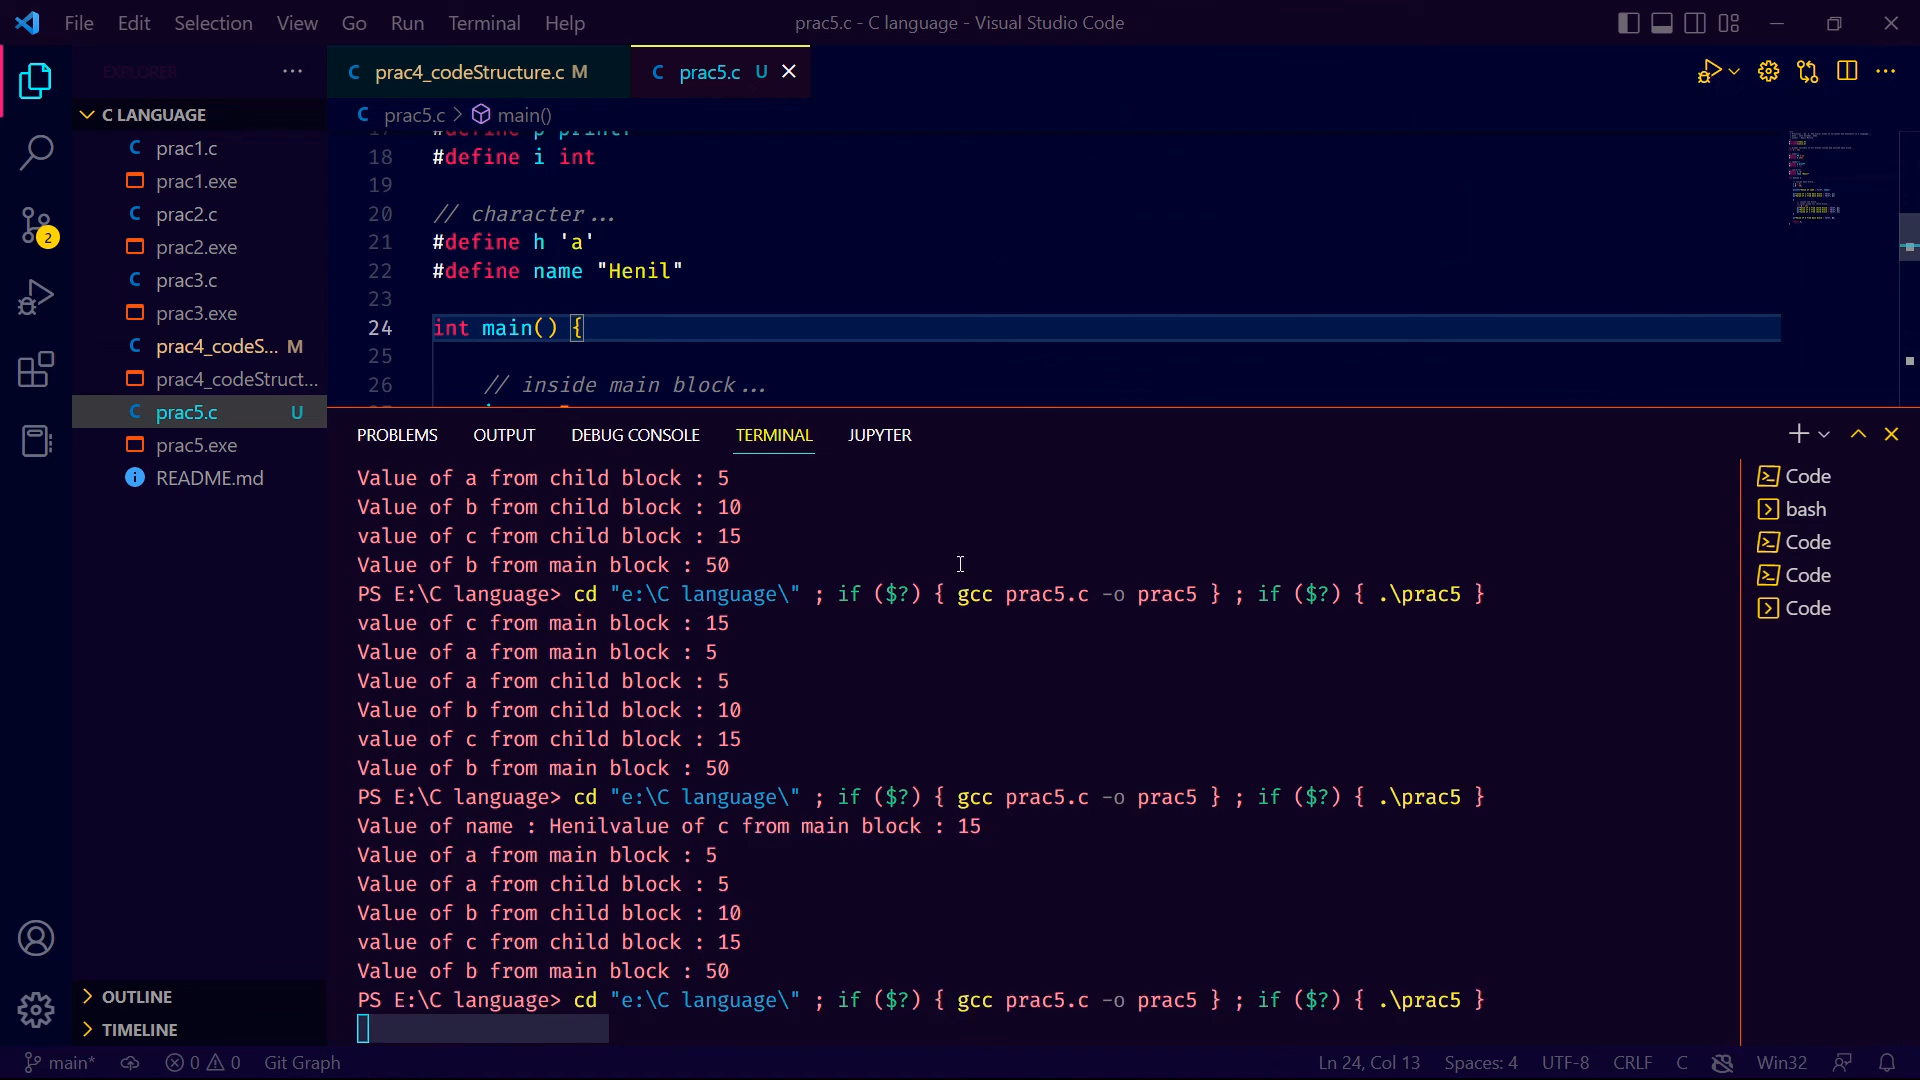 File Edit Selection View Go Run Terminal Help
prac5.c - C language - Visual Studio Code
EXPLORER
C prac4_codeStructure.c M
C prac5.c U
C LANGUAGE
C prac5.c > main()
C prac1.c
prac1.exe
C prac2.c
prac2.exe
C prac3.c
prac3.exe
C prac4_codeS... M
prac4_codeStruct...
C prac5.c U
prac5.exe
README.md
2
17 #define p printf
18 #define i int
19
20 // character...
21 #define h 'a'
22 #define name "Henil"
23
24 int main() {
25
26 // inside main block...
PROBLEMS OUTPUT DEBUG CONSOLE TERMINAL JUPYTER
Value of a from child block : 5
Value of b from child block : 10
value of c from child block : 15
Value of b from main block : 50
PS E:\C language> cd "e:\C language\" ; if ($?) { gcc prac5.c -o prac5 } ; if ($?) { .\prac5 }
value of c from main block : 15
Value of a from main block : 5
Value of a from child block : 5
Value of b from child block : 10
value of c from child block : 15
Value of b from main block : 50
PS E:\C language> cd "e:\C language\" ; if ($?) { gcc prac5.c -o prac5 } ; if ($?) { .\prac5 }
Value of name : Henilvalue of c from main block : 15
Value of a from main block : 5
Value of a from child block : 5
Value of b from child block : 10
value of c from child block : 15
Value of b from main block : 50
PS E:\C language> cd "e:\C language\" ; if ($?) { gcc prac5.c -o prac5 } ; if ($?) { .\prac5 }
Code
bash
Code
Code
Code
OUTLINE
TIMELINE
main* 0 0 Git Graph
Ln 24, Col 13 Spaces: 4 UTF-8 CRLF C Win32